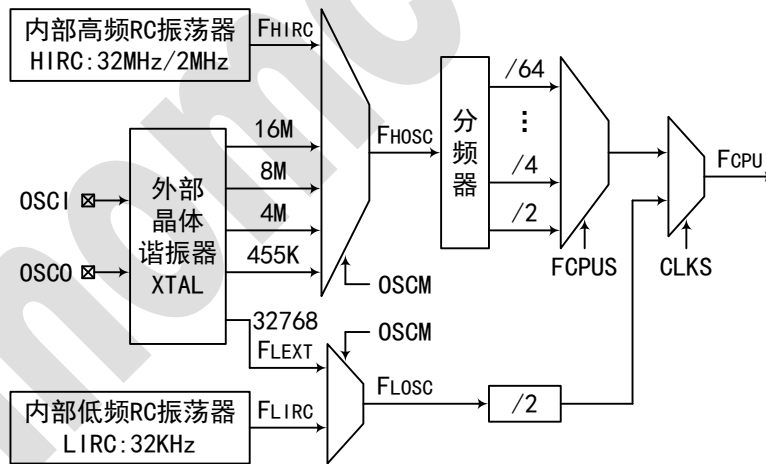 内部高频RC振荡器
HIRC:32MHz/2MHz
FHIRC
16M
8M
4M
455K
OSCI
OSCO
外部
晶体
谐振器
XTAL
OSCM
FHOSC
分
频
器
/64
⋮
/4
/2
FCPUS
CLKS
FCPU
32768
FLEXT
OSCM
内部低频RC振荡器
LIRC:32KHz
FLIRC
FLOSC
/2